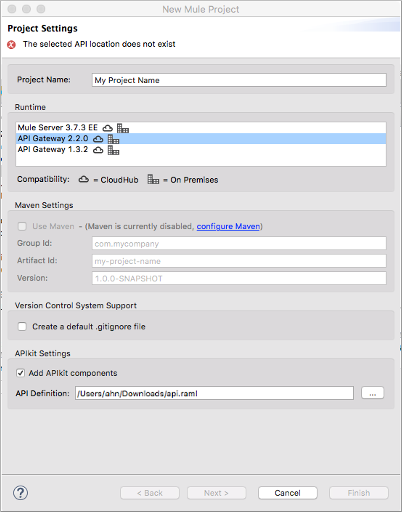 New Mule Project
Project Settings
The selected API location does not exist
Project Name: My Project Name
Runtime
Mule Server 3.7.3 EE
API Gateway 2.2.0
API Gateway 1.3.2
Compatibility: = CloudHub = On Premises
Maven Settings
Use Maven - (Maven is currently disabled, configure Maven)
Group Id: com.mycompany
Artifact Id: my-project-name
Version: 1.0.0-SNAPSHOT
Version Control System Support
Create a default .gitignore file
APIkit Settings
Add APIkit components
API Definition: /Users/ahn/Downloads/api.raml ...
? < Back Next > Cancel Finish